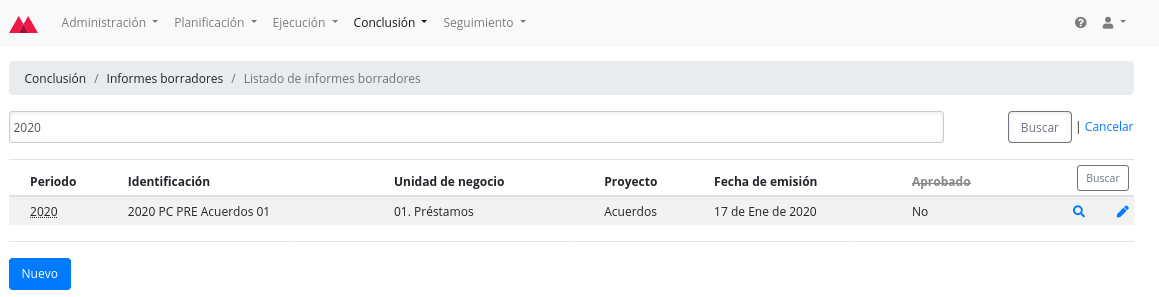 Administración Planificación Ejecución Conclusión Seguimiento
Conclusión / Informes borradores / Listado de informes borradores
2020 Buscar | Cancelar
Periodo Identificación Unidad de negocio Proyecto Fecha de emisión Aprobado Buscar
2020 2020 PC PRE Acuerdos 01 01. Préstamos Acuerdos 17 de Ene de 2020 No
Nuevo